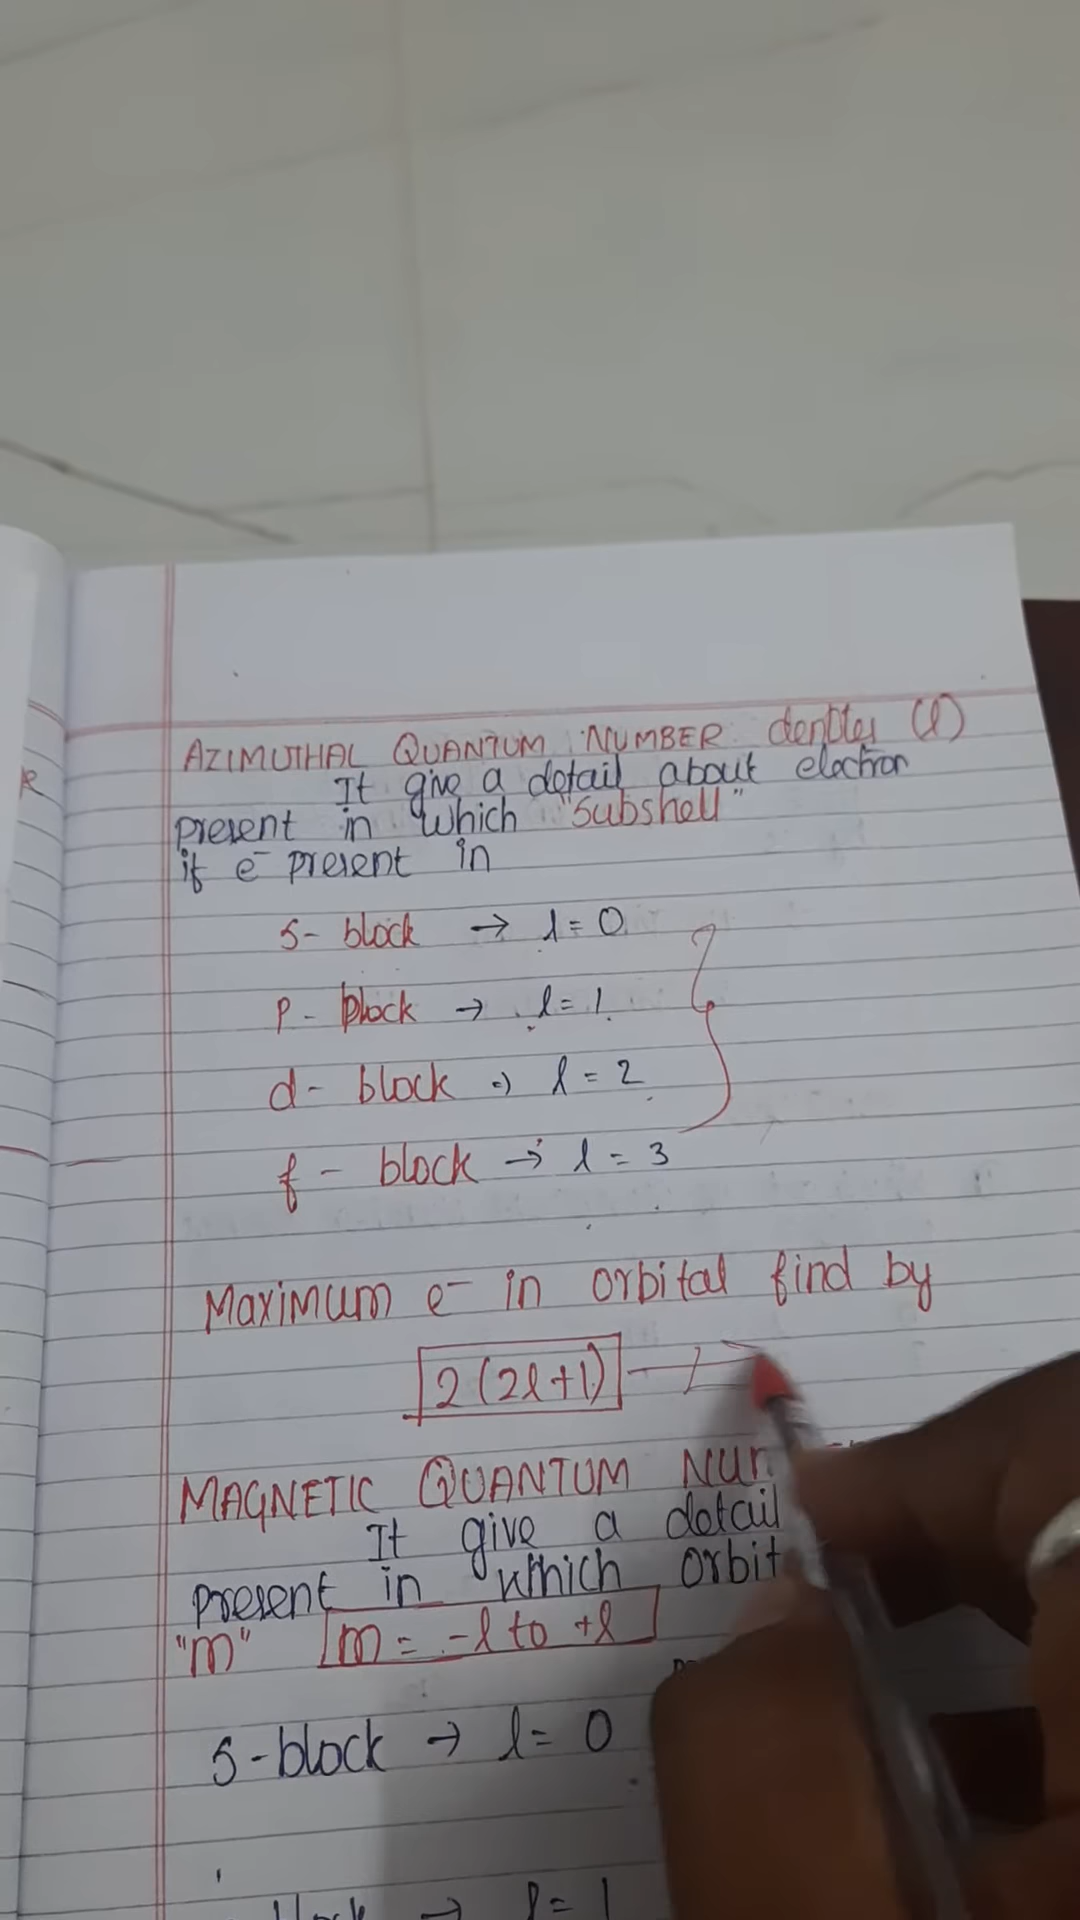 AZIMUTHAL QUANTUM NUMBER denotes (l)
It give a detail about electron
present in which "Subshell"
if e⁻ present in
s- block → l = 0
p - block → l = 1
d - block → l = 2
f - block → l = 3
Maximum e⁻ in orbital find by
2(2l+1)
MAGNETIC QUANTUM
It give a detail
present in which
"m" m = -l to +l
s-block → l = 0
→ l = 1